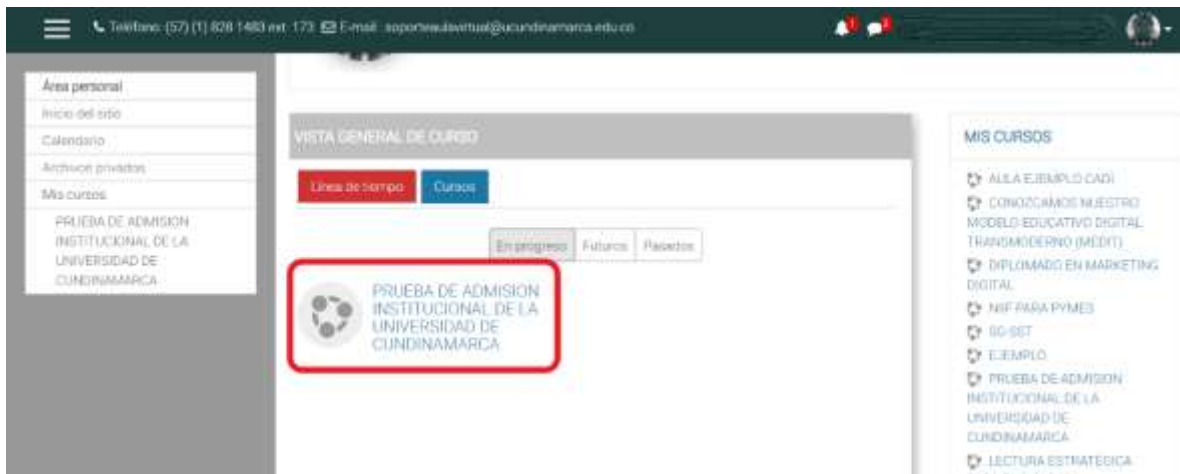 Teléfono: (57) (1) 828 1483 ext. 173 E-mail: soporteaulavirtual@ucundinamarca.edu.co
Área personal
Inicio del sitio
Calendario
Archivos privados
Mis cursos
PRUEBA DE ADMISION
INSTITUCIONAL DE LA
UNIVERSIDAD DE
CUNDINAMARCA
VISTA GENERAL DE CURSO
Línea de tiempo Cursos
En progreso Futuros Pasados
PRUEBA DE ADMISION
INSTITUCIONAL DE LA
UNIVERSIDAD DE
CUNDINAMARCA
MIS CURSOS
AULA EJEMPLO CADI
CONOZCAMOS NUESTRO
MODELO EDUCATIVO DIGITAL
TRANSMODERNO (MEDIT)
DIPLOMADO EN MARKETING
DIGITAL
NIIF PARA PYMES
SG-SST
EJEMPLO
PRUEBA DE ADMISION
INSTITUCIONAL DE LA
UNIVERSIDAD DE
CUNDINAMARCA
LECTURA ESTRATEGICA